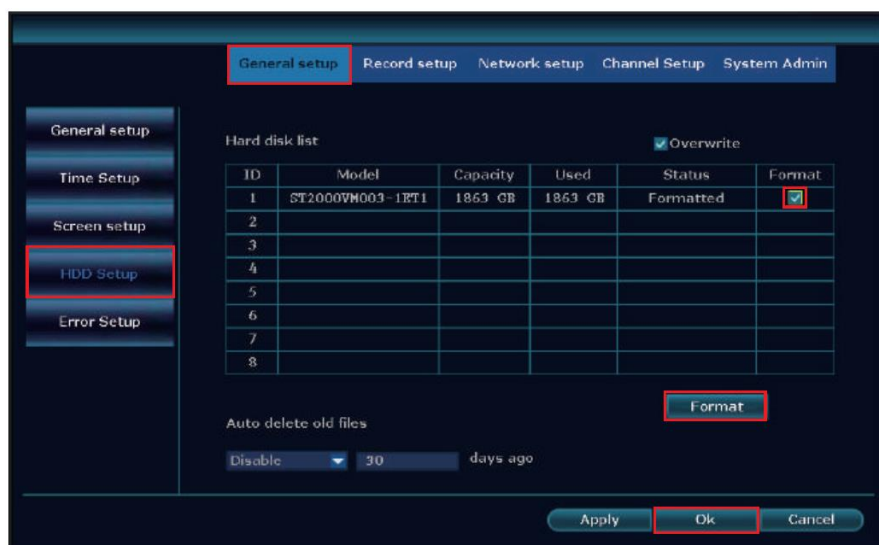 General setup Record setup Network setup Channel Setup System Admin
General setup
Time Setup
Screen setup
HDD Setup
Error Setup
Hard disk list Overwrite
ID Model Capacity Used Status Format
1 ST2000VM003-1ET1 1863 GB 1863 GB Formatted
2
3
4
5
6
7
8
Format
Auto delete old files
Disable 30 days ago
Apply Ok Cancel